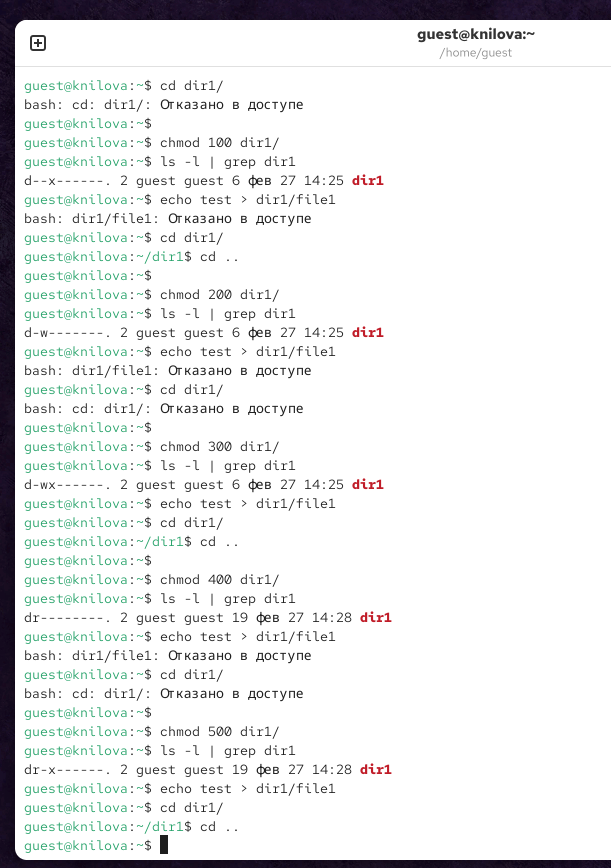 guest@knilova:~
/home/guest
guest@knilova:~$ cd dir1/
bash: cd: dir1/: Отказано в доступе
guest@knilova:~$
guest@knilova:~$ chmod 100 dir1/
guest@knilova:~$ ls -l | grep dir1
d--x------. 2 guest guest 6 фев 27 14:25 dir1
guest@knilova:~$ echo test > dir1/file1
bash: dir1/file1: Отказано в доступе
guest@knilova:~$ cd dir1/
guest@knilova:~/dir1$ cd ..
guest@knilova:~$
guest@knilova:~$ chmod 200 dir1/
guest@knilova:~$ ls -l | grep dir1
d-w-------. 2 guest guest 6 фев 27 14:25 dir1
guest@knilova:~$ echo test > dir1/file1
bash: dir1/file1: Отказано в доступе
guest@knilova:~$ cd dir1/
bash: cd: dir1/: Отказано в доступе
guest@knilova:~$
guest@knilova:~$ chmod 300 dir1/
guest@knilova:~$ ls -l | grep dir1
d-wx------. 2 guest guest 6 фев 27 14:25 dir1
guest@knilova:~$ echo test > dir1/file1
guest@knilova:~$ cd dir1/
guest@knilova:~/dir1$ cd ..
guest@knilova:~$
guest@knilova:~$ chmod 400 dir1/
guest@knilova:~$ ls -l | grep dir1
dr--------. 2 guest guest 19 фев 27 14:28 dir1
guest@knilova:~$ echo test > dir1/file1
bash: dir1/file1: Отказано в доступе
guest@knilova:~$ cd dir1/
bash: cd: dir1/: Отказано в доступе
guest@knilova:~$
guest@knilova:~$ chmod 500 dir1/
guest@knilova:~$ ls -l | grep dir1
dr-x------. 2 guest guest 19 фев 27 14:28 dir1
guest@knilova:~$ echo test > dir1/file1
guest@knilova:~$ cd dir1/
guest@knilova:~/dir1$ cd ..
guest@knilova:~$